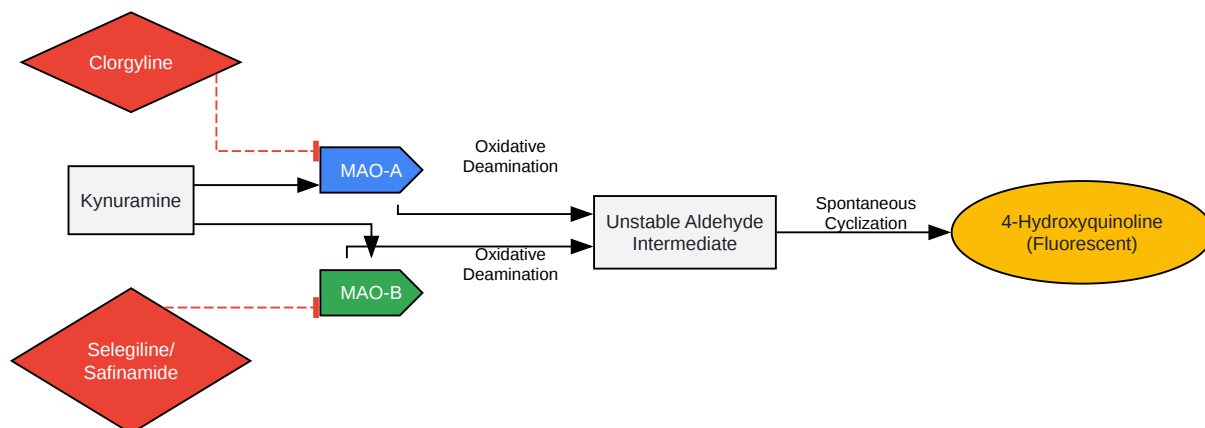 Clorgyline
Oxidative
Deamination
MAO-A
Kynuramine
Unstable Aldehyde
Intermediate
Spontaneous
Cyclization
4-Hydroxyquinoline
(Fluorescent)
Oxidative
Deamination
MAO-B
Selegiline/
Safinamide